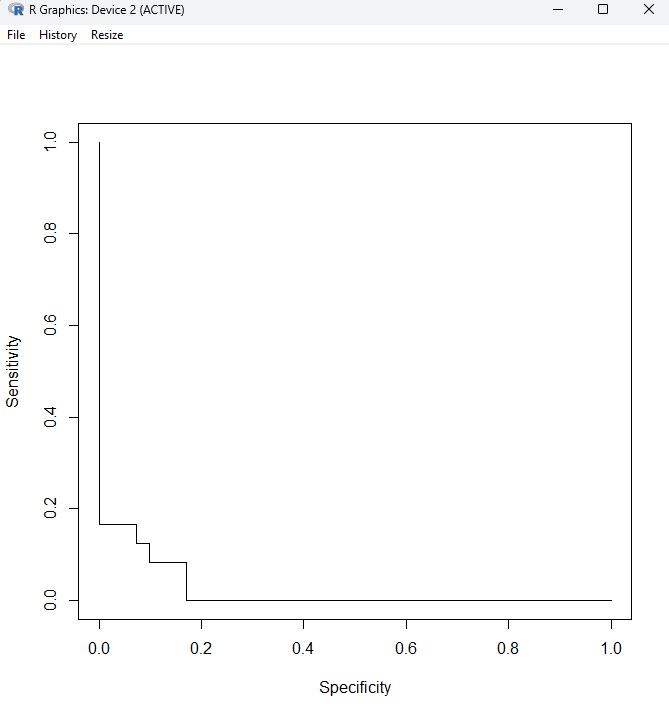 R Graphics: Device 2 (ACTIVE)
File History Resize
Sensitivity
1.0
0.8
0.6
0.4
0.2
0.0
0.0 0.2 0.4 0.6 0.8 1.0
Specificity